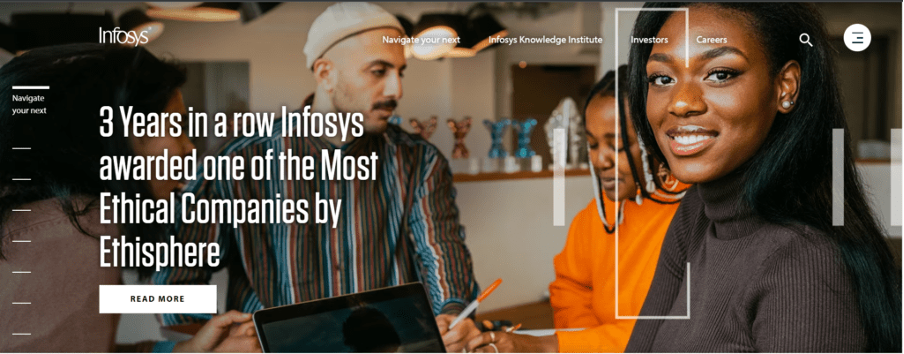 Infosys
Navigate your next
Infosys Knowledge Institute
Investors
Careers
Navigate
your next
3 Years in a row Infosys
awarded one of the Most
Ethical Companies by
Ethisphere
READ MORE